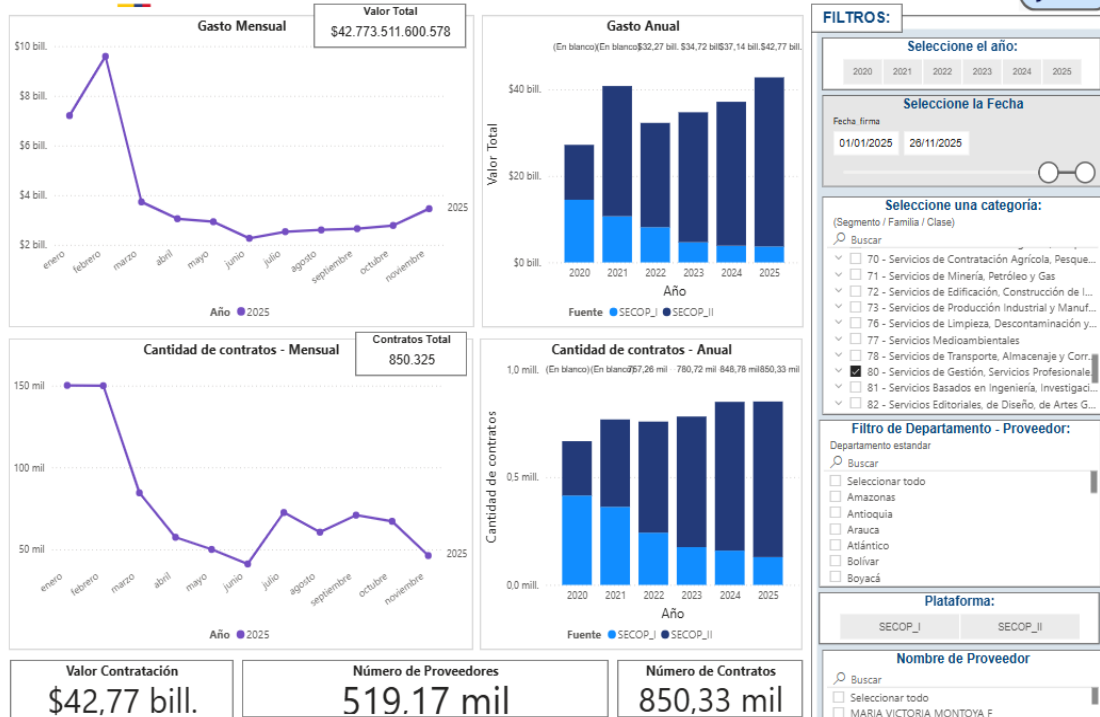 Gasto Mensual
Valor Total
$42.773.511.600.578
$10 bill.
$8 bill.
$6 bill.
$4 bill.
$2 bill.
2025
enero
febrero
marzo
abril
mayo
junio
julio
agosto
septiembre
octubre
noviembre
Año 2025
Gasto Anual
(En blanco) (En blanco) $32,27 bill. $34,72 bill. $37,14 bill. $42,77 bill.
Valor Total
$40 bill.
$20 bill.
$0 bill.
2020 2021 2022 2023 2024 2025
Año
Fuente SECOP_I SECOP_II
Cantidad de contratos - Mensual
Contratos Total
850.325
150 mil
100 mil
50 mil
2025
enero
febrero
marzo
abril
mayo
junio
julio
agosto
septiembre
octubre
noviembre
Año 2025
Cantidad de contratos - Anual
(En blanco) (En blanco) 757,26 mil 780,72 mil 848,78 mil 850,33 mil
Cantidad de contratos
1,0 mill.
0,5 mill.
0,0 mill.
2020 2021 2022 2023 2024 2025
Año
Fuente SECOP_I SECOP_II
Valor Contratación
$42,77 bill.
Número de Proveedores
519,17 mil
Número de Contratos
850,33 mil
FILTROS:
Seleccione el año:
2020 2021 2022 2023 2024 2025
Seleccione la Fecha
Fecha_firma
01/01/2025 26/11/2025
Seleccione una categoría:
(Segmento / Familia / Clase)
Buscar
70 - Servicios de Contratación Agrícola, Pesque...
71 - Servicios de Minería, Petróleo y Gas
72 - Servicios de Edificación, Construcción de I...
73 - Servicios de Producción Industrial y Manuf...
76 - Servicios de Limpieza, Descontaminación y...
77 - Servicios Medioambientales
78 - Servicios de Transporte, Almacenaje y Corr...
80 - Servicios de Gestión, Servicios Profesionale...
81 - Servicios Basados en Ingeniería, Investigaci...
82 - Servicios Editoriales, de Diseño, de Artes G...
Filtro de Departamento - Proveedor:
Departamento estandar
Buscar
Seleccionar todo
Amazonas
Antioquia
Arauca
Atlántico
Bolívar
Boyacá
Plataforma:
SECOP_I SECOP_II
Nombre de Proveedor
Buscar
Seleccionar todo
MARIA VICTORIA MONTOYA